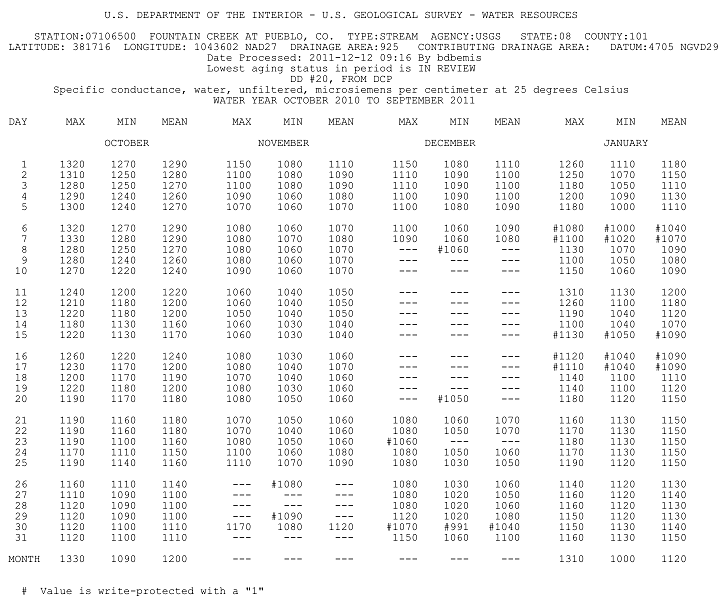 U.S. DEPARTMENT OF THE INTERIOR - U.S. GEOLOGICAL SURVEY - WATER RESOURCES
STATION:07106500 FOUNTAIN CREEK AT PUEBLO, CO. TYPE:STREAM AGENCY:USGS STATE:08 COUNTY:101
LATITUDE: 381716 LONGITUDE: 1043602 NAD27 DRAINAGE AREA:925 CONTRIBUTING DRAINAGE AREA: DATUM:4705 NGVD29
Date Processed: 2011-12-12 09:16 By bdbemis
Lowest aging status in period is IN REVIEW
DD #20, FROM DCP
Specific conductance, water, unfiltered, microsiemens per centimeter at 25 degrees Celsius
WATER YEAR OCTOBER 2010 TO SEPTEMBER 2011
DAY MAX MIN MEAN MAX MIN MEAN MAX MIN MEAN MAX MIN MEAN
OCTOBER NOVEMBER DECEMBER JANUARY
1 1320 1270 1290 1150 1080 1110 1150 1080 1110 1260 1110 1180
2 1310 1250 1280 1100 1080 1090 1110 1090 1100 1250 1070 1150
3 1280 1250 1270 1100 1080 1090 1110 1090 1100 1180 1050 1110
4 1290 1240 1260 1090 1060 1080 1100 1090 1100 1200 1090 1130
5 1300 1240 1270 1070 1060 1070 1100 1080 1090 1180 1000 1110
6 1320 1270 1290 1080 1060 1070 1100 1060 1090 #1080 #1000 #1040
7 1330 1280 1290 1080 1070 1080 1090 1060 1080 #1100 #1020 #1070
8 1280 1250 1270 1080 1060 1070 --- #1060 --- 1130 1070 1090
9 1280 1240 1260 1080 1060 1070 --- --- --- 1100 1050 1080
10 1270 1220 1240 1090 1060 1070 --- --- --- 1150 1060 1090
11 1240 1200 1220 1060 1040 1050 --- --- --- 1310 1130 1200
12 1210 1180 1200 1060 1040 1050 --- --- --- 1260 1100 1180
13 1220 1180 1200 1050 1040 1050 --- --- --- 1190 1040 1120
14 1180 1130 1160 1060 1030 1040 --- --- --- 1100 1040 1070
15 1170 1130 1170 1060 1030 1040 --- --- --- #1130 #1050 #1090
16 1260 1220 1240 1080 1030 1060 --- --- --- #1120 #1040 #1090
17 1230 1170 1200 1080 1040 1070 --- --- --- #1110 #1040 #1090
18 1200 1170 1190 1070 1040 1060 --- --- --- 1140 1100 1110
19 1220 1180 1200 1080 1030 1060 --- --- --- 1140 1100 1120
20 1190 1170 1180 1080 1050 1060 --- #1050 --- 1180 1120 1150
21 1190 1160 1180 1070 1050 1060 1080 1060 1070 1160 1130 1150
22 1190 1160 1180 1070 1040 1060 1080 1050 1070 1170 1130 1150
23 1190 1100 1160 1080 1050 1060 #1060 --- --- 1180 1130 1150
24 1170 1110 1150 1100 1060 1080 1080 1050 1060 1170 1130 1150
25 1190 1140 1160 1110 1070 1090 1080 1030 1050 1190 1120 1150
26 1160 1110 1140 --- #1080 --- 1080 1030 1060 1140 1120 1130
27 1110 1090 1100 --- --- --- 1080 1020 1050 1160 1120 1140
28 1120 1090 1100 --- --- --- 1080 1020 1060 1160 1120 1130
29 1120 1090 1100 --- #1090 --- 1120 1020 1080 1150 1120 1130
30 1120 1100 1110 1170 1080 1120 #1070 #991 #1040 1150 1130 1140
31 1120 1100 1110 --- --- --- 1150 1060 1100 1160 1130 1150
MONTH 1330 1090 1200 --- --- --- --- --- --- 1310 1000 1120
# Value is write-protected with a "1"